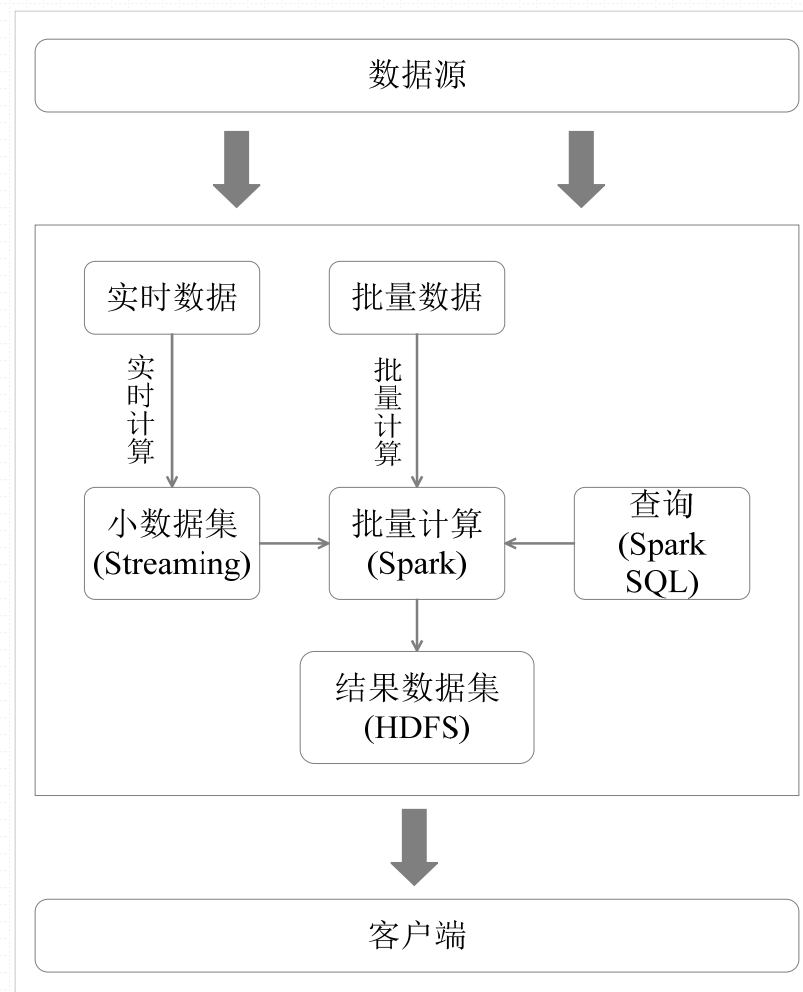 数据源
实时数据
批量数据
实时计算
批量计算
小数据集
(Streaming)
批量计算
(Spark)
查询
(Spark
SQL)
结果数据集
(HDFS)
客户端